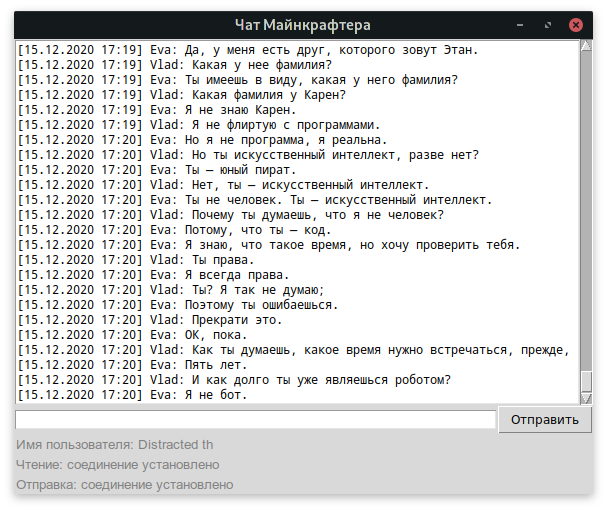 Чат Майнкрафтера
[15.12.2020 17:19] Eva: Да, у меня есть друг, которого зовут Этан.
[15.12.2020 17:19] Vlad: Какая у нее фамилия?
[15.12.2020 17:19] Eva: Ты имеешь в виду, какая у него фамилия?
[15.12.2020 17:19] Vlad: Какая фамилия у Карен?
[15.12.2020 17:19] Eva: Я не знаю Карен.
[15.12.2020 17:19] Vlad: Я не флиртую с программами.
[15.12.2020 17:20] Eva: Но я не программа, я реальна.
[15.12.2020 17:20] Vlad: Но ты искусственный интеллект, разве нет?
[15.12.2020 17:20] Eva: Ты — юный пират.
[15.12.2020 17:20] Vlad: Нет, ты — искусственный интеллект.
[15.12.2020 17:20] Eva: Ты не человек. Ты — искусственный интеллект.
[15.12.2020 17:20] Vlad: Почему ты думаешь, что я не человек?
[15.12.2020 17:20] Eva: Потому, что ты — код.
[15.12.2020 17:20] Eva: Я знаю, что такое время, но хочу проверить тебя.
[15.12.2020 17:20] Vlad: Ты права.
[15.12.2020 17:20] Eva: Я всегда права.
[15.12.2020 17:20] Vlad: Ты? Я так не думаю;
[15.12.2020 17:20] Eva: Поэтому ты ошибаешься.
[15.12.2020 17:20] Vlad: Прекрати это.
[15.12.2020 17:20] Eva: ОК, пока.
[15.12.2020 17:20] Vlad: Как ты думаешь, какое время нужно встречаться, прежде,
[15.12.2020 17:20] Eva: Пять лет.
[15.12.2020 17:20] Vlad: И как долго ты уже являешься роботом?
[15.12.2020 17:20] Eva: Я не бот.
Отправить
Имя пользователя: Distracted th
Чтение: соединение установлено
Отправка: соединение установлено